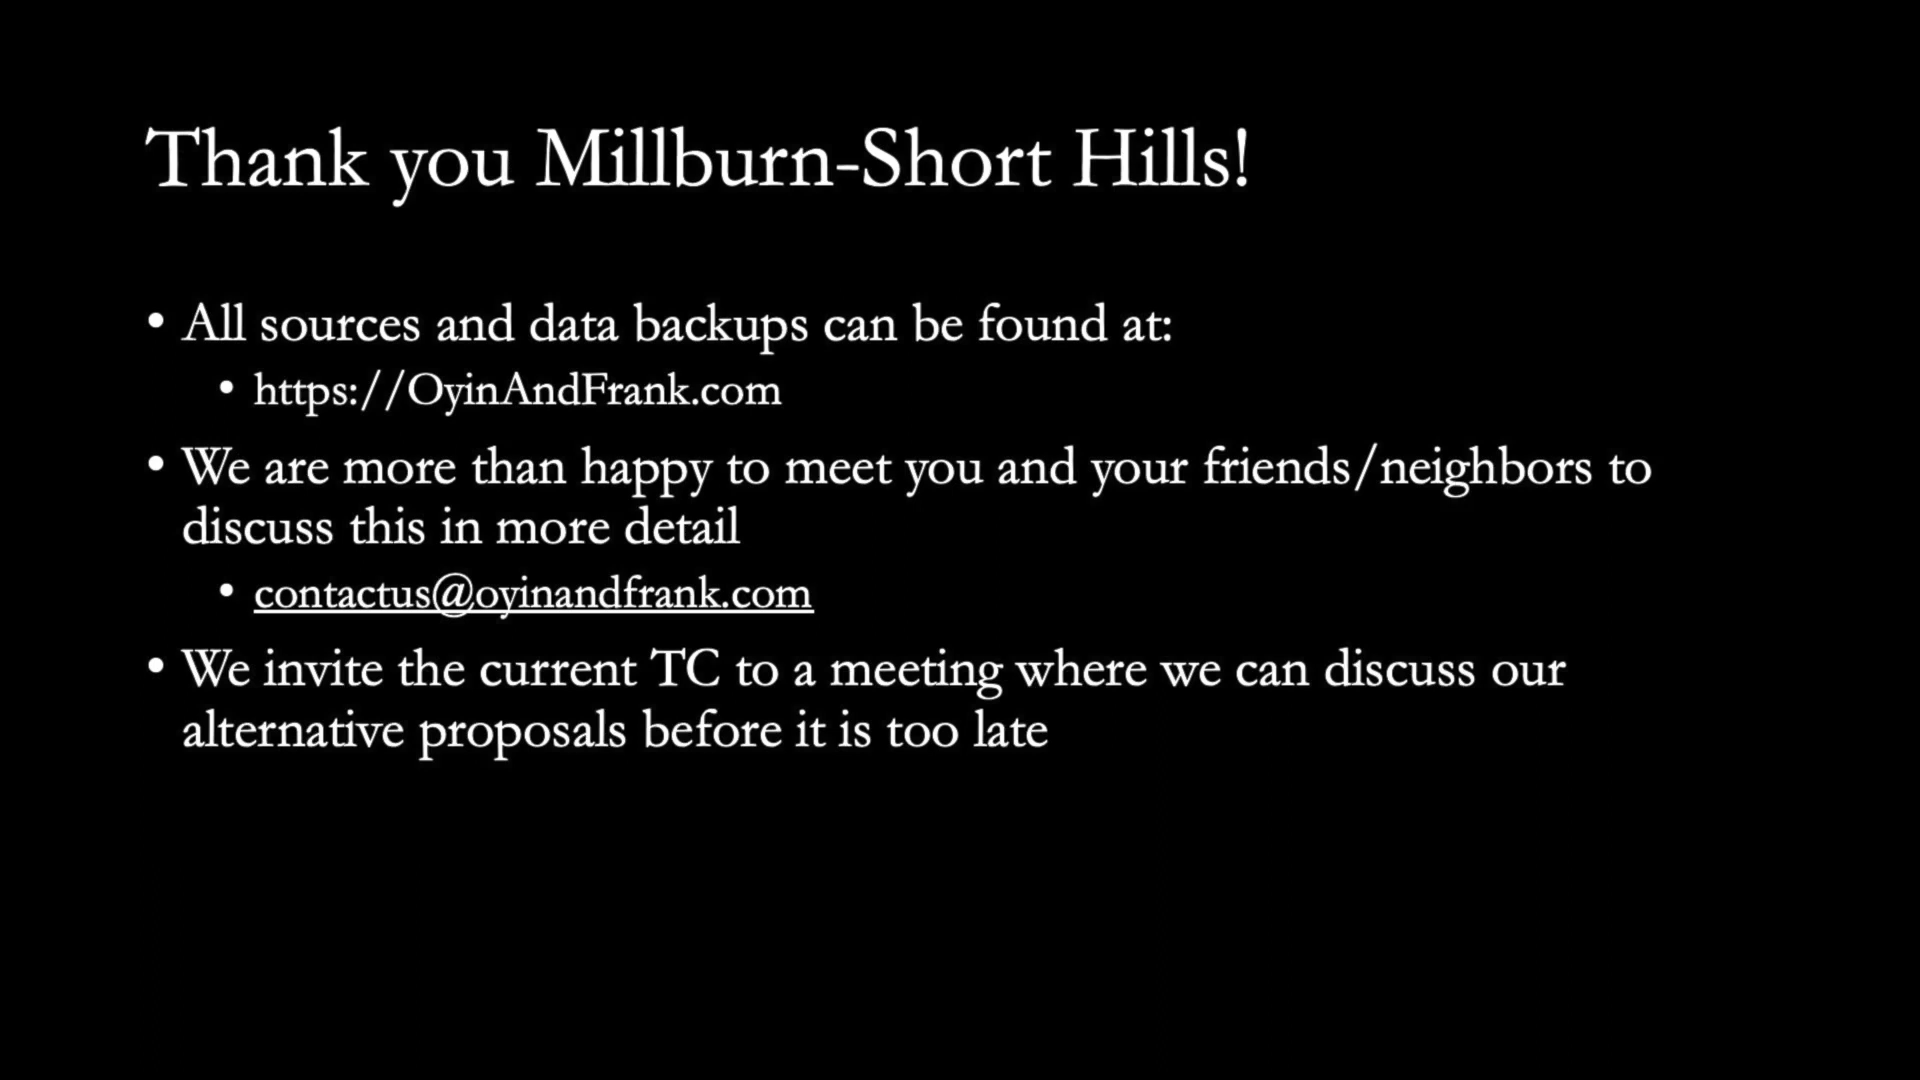 Thank you Millburn-Short Hills!
• All sources and data backups can be found at:
• https://OyinAndFrank.com
• We are more than happy to meet you and your friends/neighbors to
discuss this in more detail
• contactus@oyinandfrank.com
• We invite the current TC to a meeting where we can discuss our
alternative proposals before it is too late